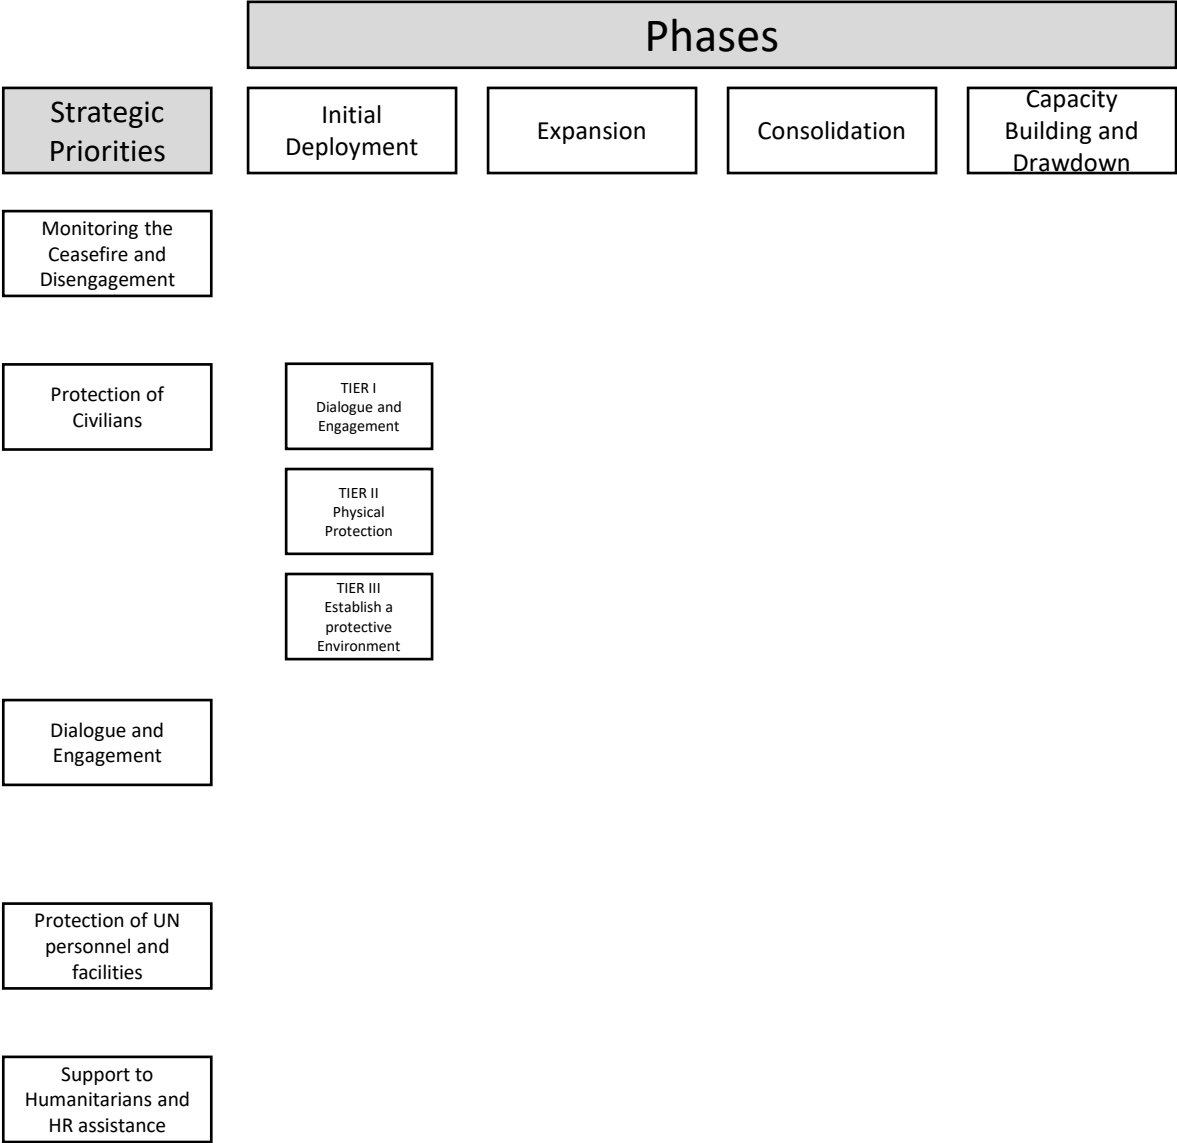 Phases
Strategic
Priorities
Initial
Deployment
Expansion
Consolidation
Capacity
Building and
Drawdown
Monitoring the
Ceasefire and
Disengagement
Protection of
Civilians
TIER I
Dialogue and
Engagement
TIER II
Physical
Protection
TIER III
Establish a
protective
Environment
Dialogue and
Engagement
Protection of UN
personnel and
facilities
Support to
Humanitarians and
HR assistance